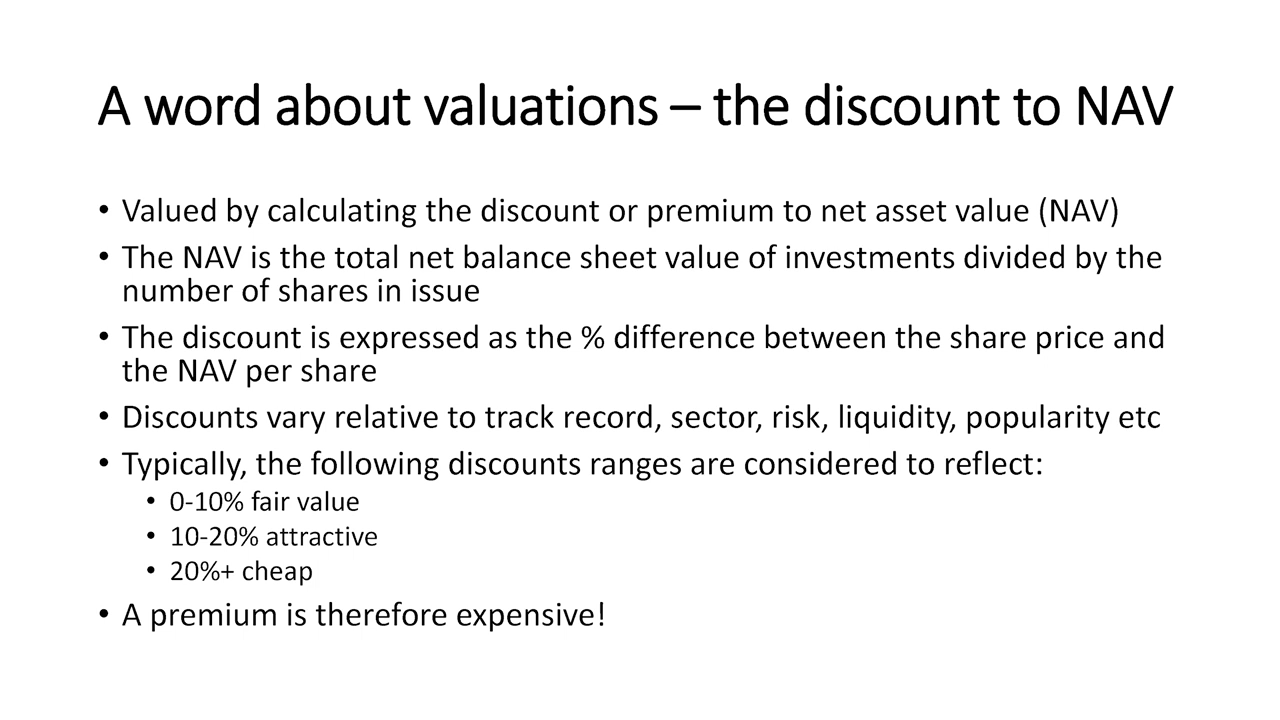 A word about valuations – the discount to NAV
• Valued by calculating the discount or premium to net asset value (NAV)
• The NAV is the total net balance sheet value of investments divided by the
number of shares in issue
• The discount is expressed as the % difference between the share price and
the NAV per share
• Discounts vary relative to track record, sector, risk, liquidity, popularity etc
• Typically, the following discounts ranges are considered to reflect:
• 0-10% fair value
• 10-20% attractive
• 20%+ cheap
• A premium is therefore expensive!